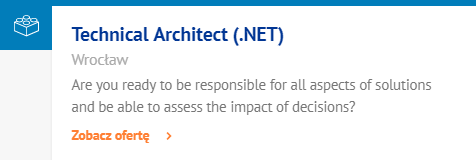 Technical Architect (.NET)
Wrocław
Are you ready to be responsible for all aspects of solutions
and be able to assess the impact of decisions?
Zobacz ofertę